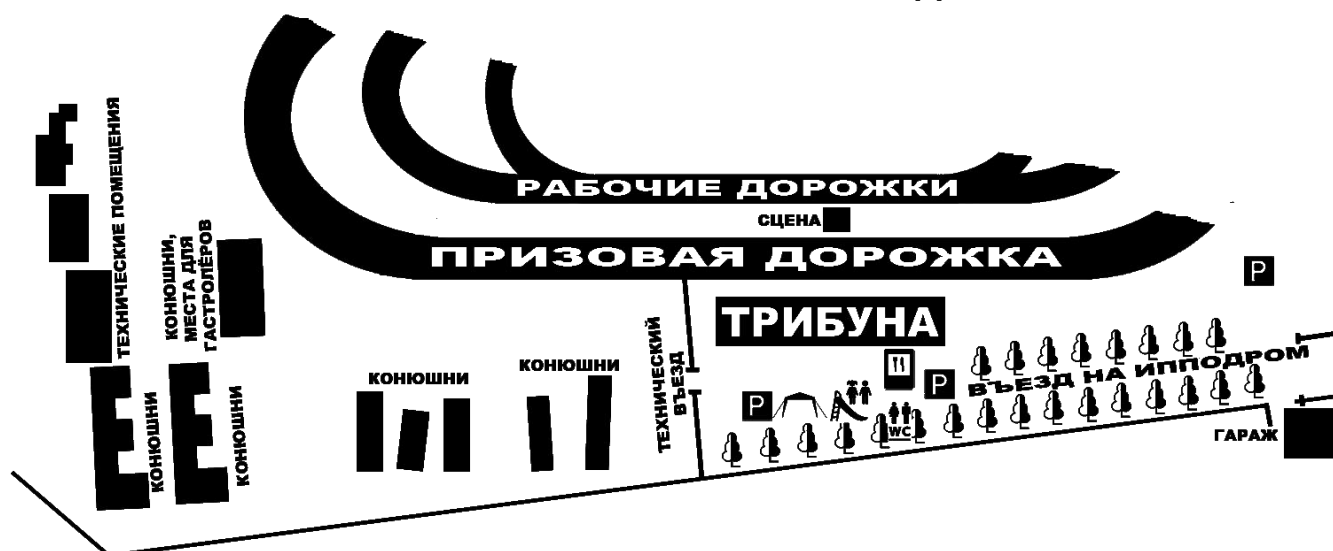 РАБОЧИЕ ДОРОЖКИ
СЦЕНА
ПРИЗОВАЯ ДОРОЖКА
ТЕХНИЧЕСКИЕ ПОМЕЩЕНИЯ
КОНЮШНИ,
МЕСТА ДЛЯ
ГАСТРОЛЁРОВ
P
ТРИБУНА
ТЕХНИЧЕСКИЙ
ВЪЕЗД
ВЪЕЗД НА ИППОДРОМ
КОНЮШНИ
КОНЮШНИ
P
P
КОНЮШНИ
КОНЮШНИ
WC
ГАРАЖ